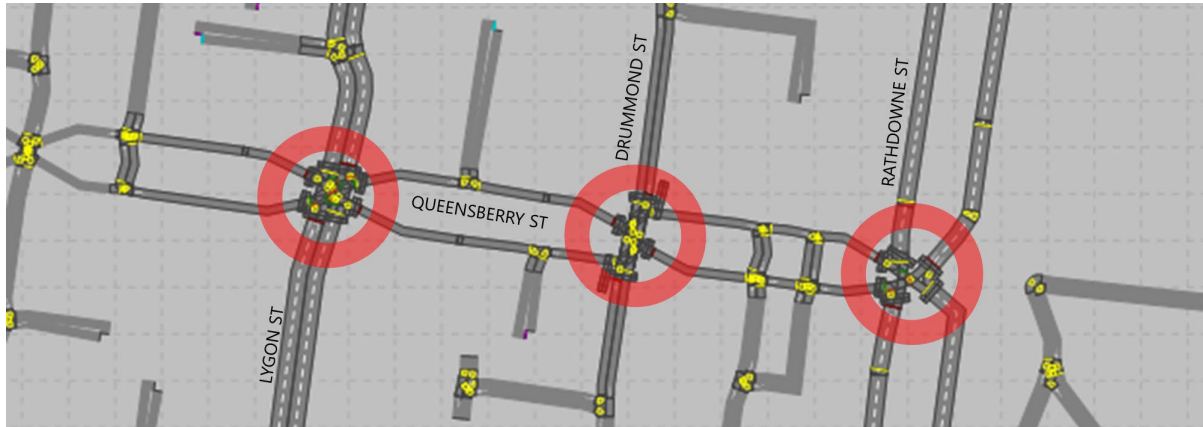 LYGON ST
QUEENSBERRY ST
DRUMMOND ST
RATHDOWNE ST